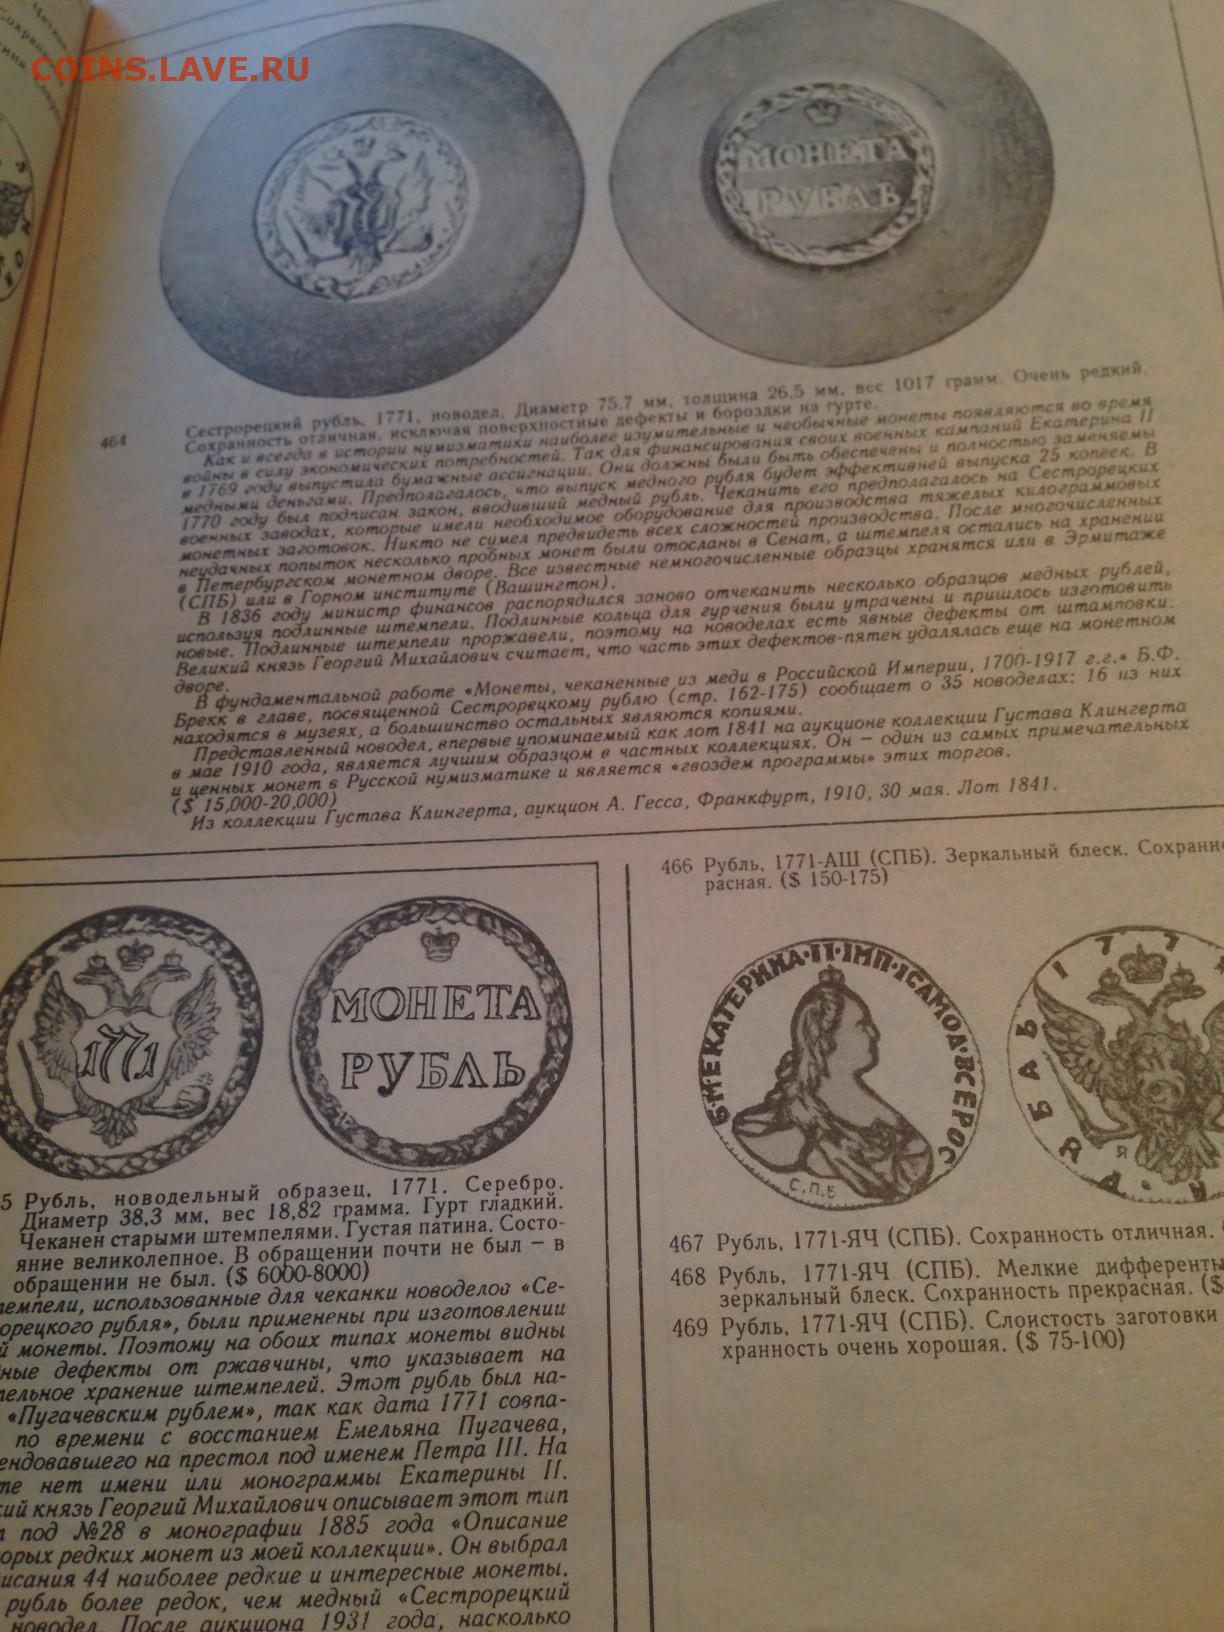 COINS.LAVE.RU
МОНЕТА
РУБЛЬ
464
Сестрорецкий рубль, 1771, новодел. Диаметр 75.7 мм, толщина 26.5 мм, вес 1017 грамм. Очень редкий.
Сохранность отличная, исключая поверхностные дефекты и бороздки на гурте.
Как и всегда в истории нумизматики наиболее изумительные и необычные монеты появляются во время
войны в силу экономических потребностей. Так для финансирования своих военных кампаний Екатерина II
в 1769 году выпустила бумажные ассигнации. Они должны были быть обеспечены и полностью заменяемы
медными деньгами. Предполагалось, что выпуск медного рубля будет эффективней выпуска 25 копеек. В
1770 году был подписан закон, вводивший медный рубль. Чеканить его предполагалось на Сестрорецких
военных заводах, которые имели необходимое оборудование для производства тяжелых килограммовых
монетных заготовок. Никто не сумел предвидеть всех сложностей производства. После многочисленных
неудачных попыток несколько пробных монет были отосланы в Сенат, а штемпеля остались на хранении
в Петербургском монетном дворе. Все известные немногочисленные образцы хранятся или в Эрмитаже
(СПБ) или в Горном институте (Вашингтон).
В 1836 году министр финансов распорядился заново отчеканить несколько образцов медных рублей,
используя подлинные штемпели. Подлинные кольца для гурчения были утрачены и пришлось изготовить
новые. Подлинные штемпели проржавели, поэтому на новоделах есть явные дефекты от штамповки.
Великий князь Георгий Михайлович считает, что часть этих дефектов-пятен удалялась еще на монетном
дворе.
В фундаментальной работе «Монеты, чеканенные из меди в Российской Империи, 1700-1917 г.г.» Б.Ф.
Брекк в главе, посвященной Сестрорецкому рублю (стр. 162-175) сообщает о 35 новоделах: 16 из них
находятся в музеях, а большинство остальных являются копиями.
Представленный новодел, впервые упоминаемый как лот 1841 на аукционе коллекции Густава Клингерта
в мае 1910 года, является лучшим образцом в частных коллекциях. Он — один из самых примечательных
и ценных монет в Русской нумизматике и является «гвоздем программы» этих торгов.
($ 15,000-20,000)
Из коллекции Густава Клингерта, аукцион А. Гесса, Франкфурт, 1910, 30 мая. Лот 1841.
1771
МОНЕТА
РУБЛЬ
5 Рубль, новодельный образец, 1771. Серебро.
Диаметр 38,3 мм, вес 18,82 грамма. Гурт гладкий.
Чеканен старыми штемпелями. Густая патина. Состо-
яние великолепное. В обращении почти не был — в
обращении не был. ($ 6000-8000)
темпели, использованные для чеканки новоделов «Се-
орецкого рубля», были применены при изготовлении
й монеты. Поэтому на обоих типах монеты видны
ные дефекты от ржавчины, что указывает на
тельное хранение штемпелей. Этот рубль был на-
«Пугачевским рублем», так как дата 1771 совпа-
по времени с восстанием Емельяна Пугачева,
ендовавшего на престол под именем Петра III. На
те нет имени или монограммы Екатерины II.
кий князь Георгий Михайлович описывает этот тип
под №28 в монографии 1885 года «Описание
орых редких монет из моей коллекции». Он выбрал
исания 44 наиболее редкие и интересные монеты.
рубль более редок, чем медный «Сестрорецкий
новодел. После аукциона 1931 года, насколько
466 Рубль, 1771-АШ (СПБ). Зеркальный блеск. Сохранно
расная. ($ 150-175)
Б·М·ЕКАТЕРИНА·II·IМП·IСАМОД·ВСЕРОС
С.П.Б
177
467 Рубль, 1771-ЯЧ (СПБ). Сохранность отличная.
468 Рубль, 1771-ЯЧ (СПБ). Мелкие дифференты
зеркальный блеск. Сохранность прекрасная. ($
469 Рубль, 1771-ЯЧ (СПБ). Слоистость заготовки
хранность очень хорошая. ($ 75-100)